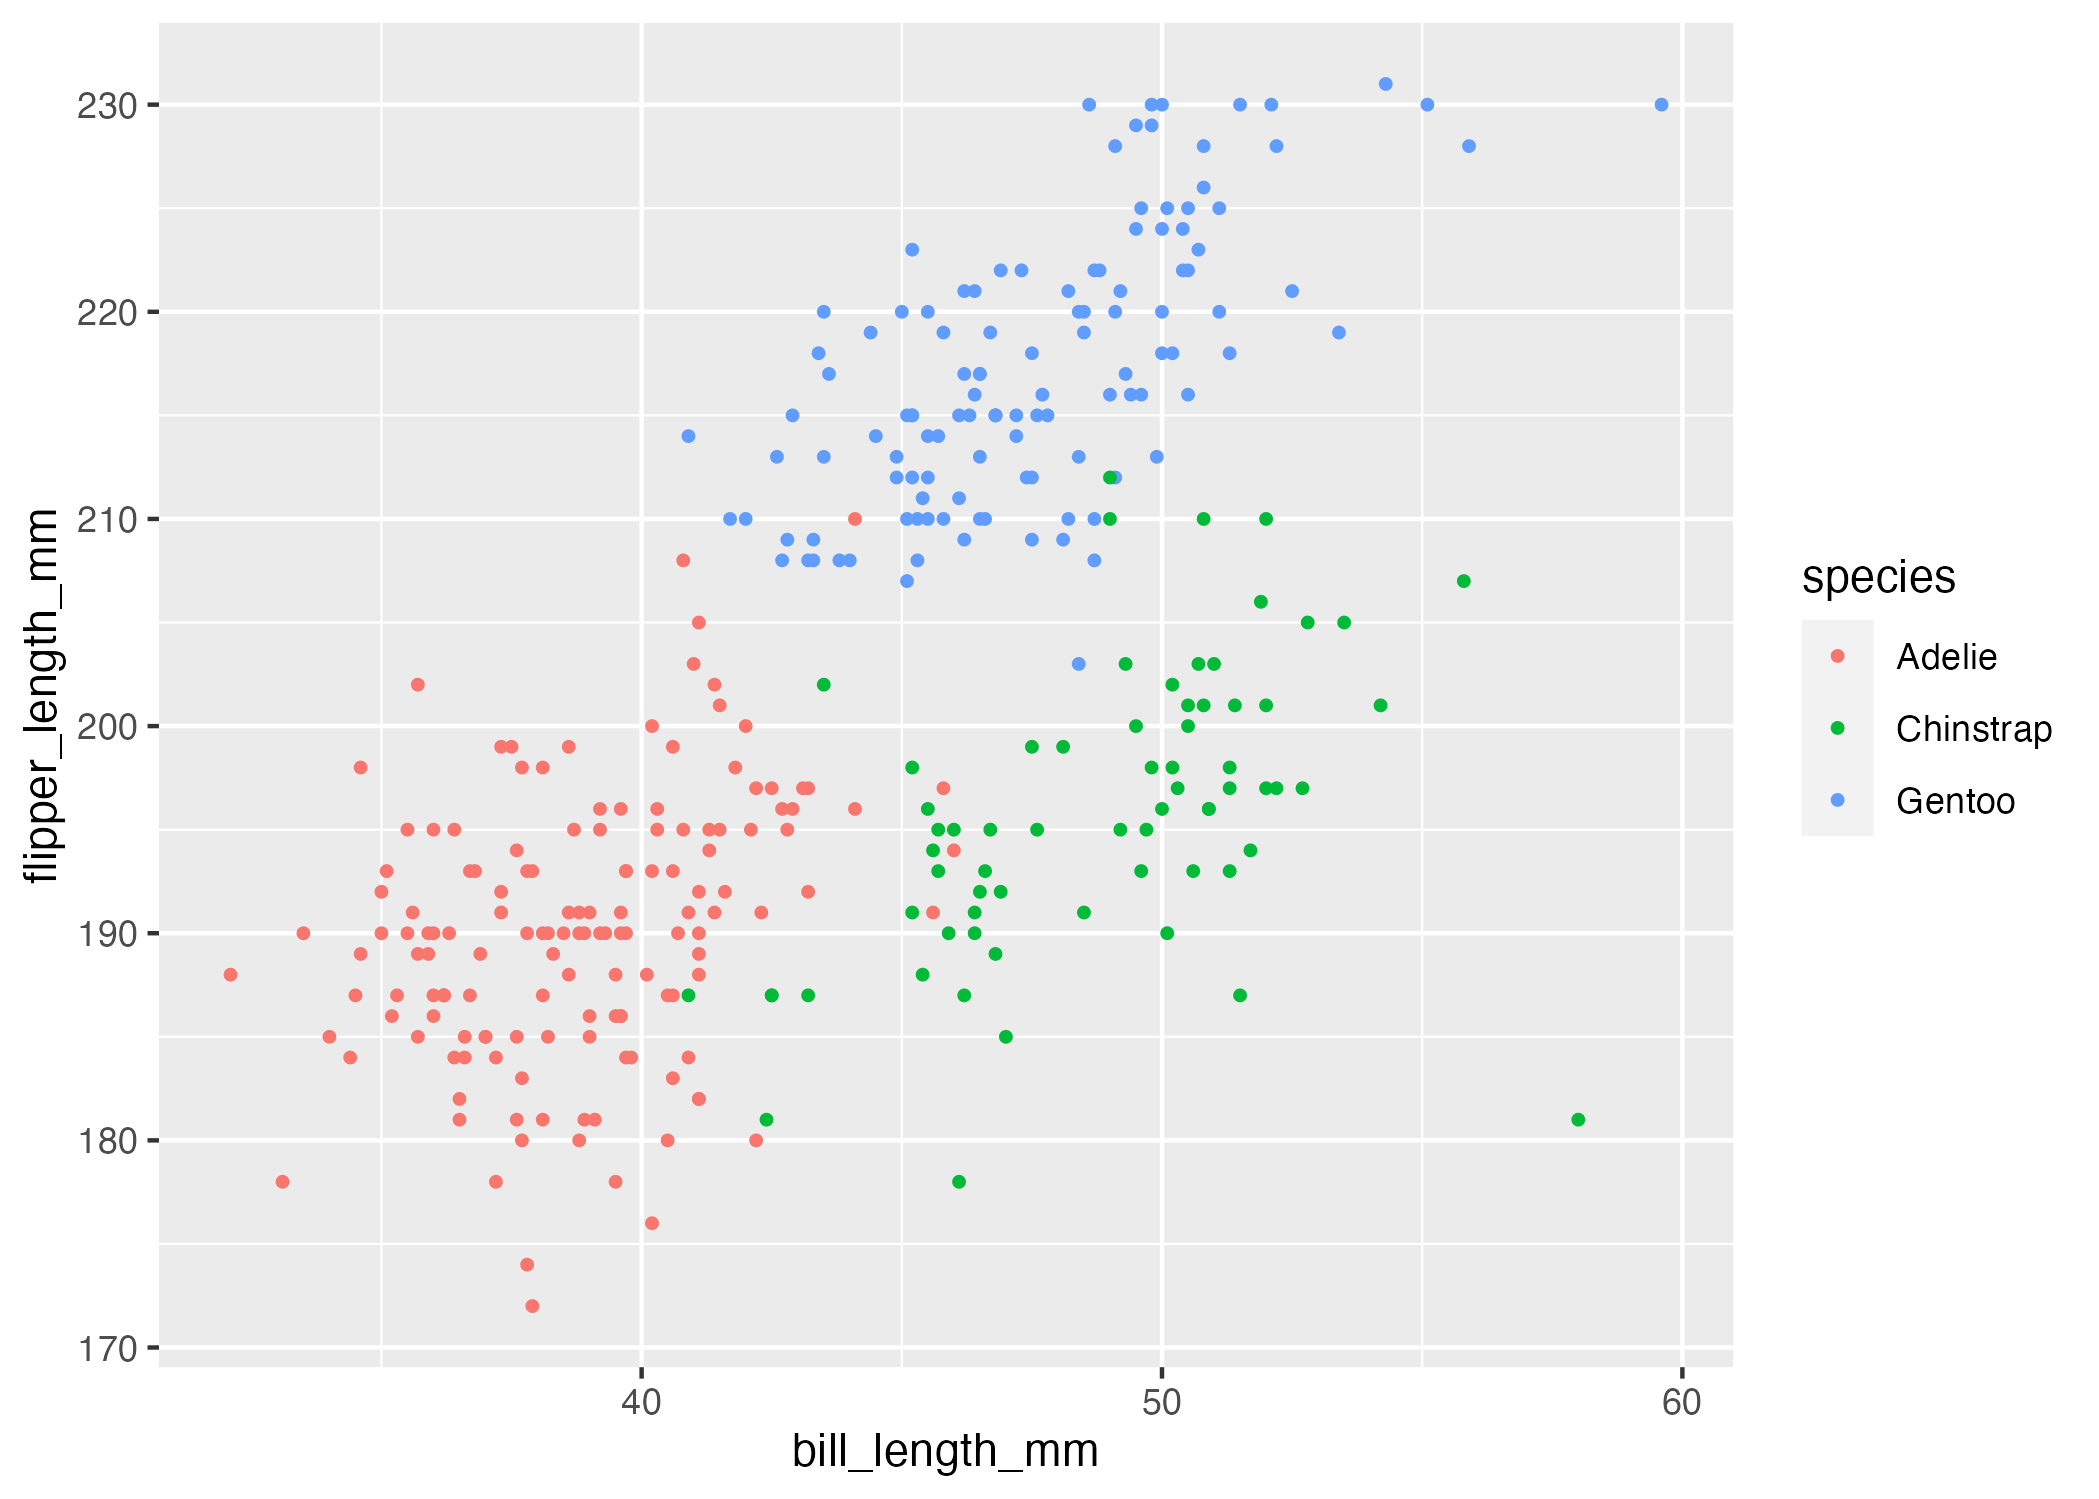 230
220
210
200
190
180
170
flipper_length_mm
40 50 60
bill_length_mm
species
Adelie
Chinstrap
Gentoo